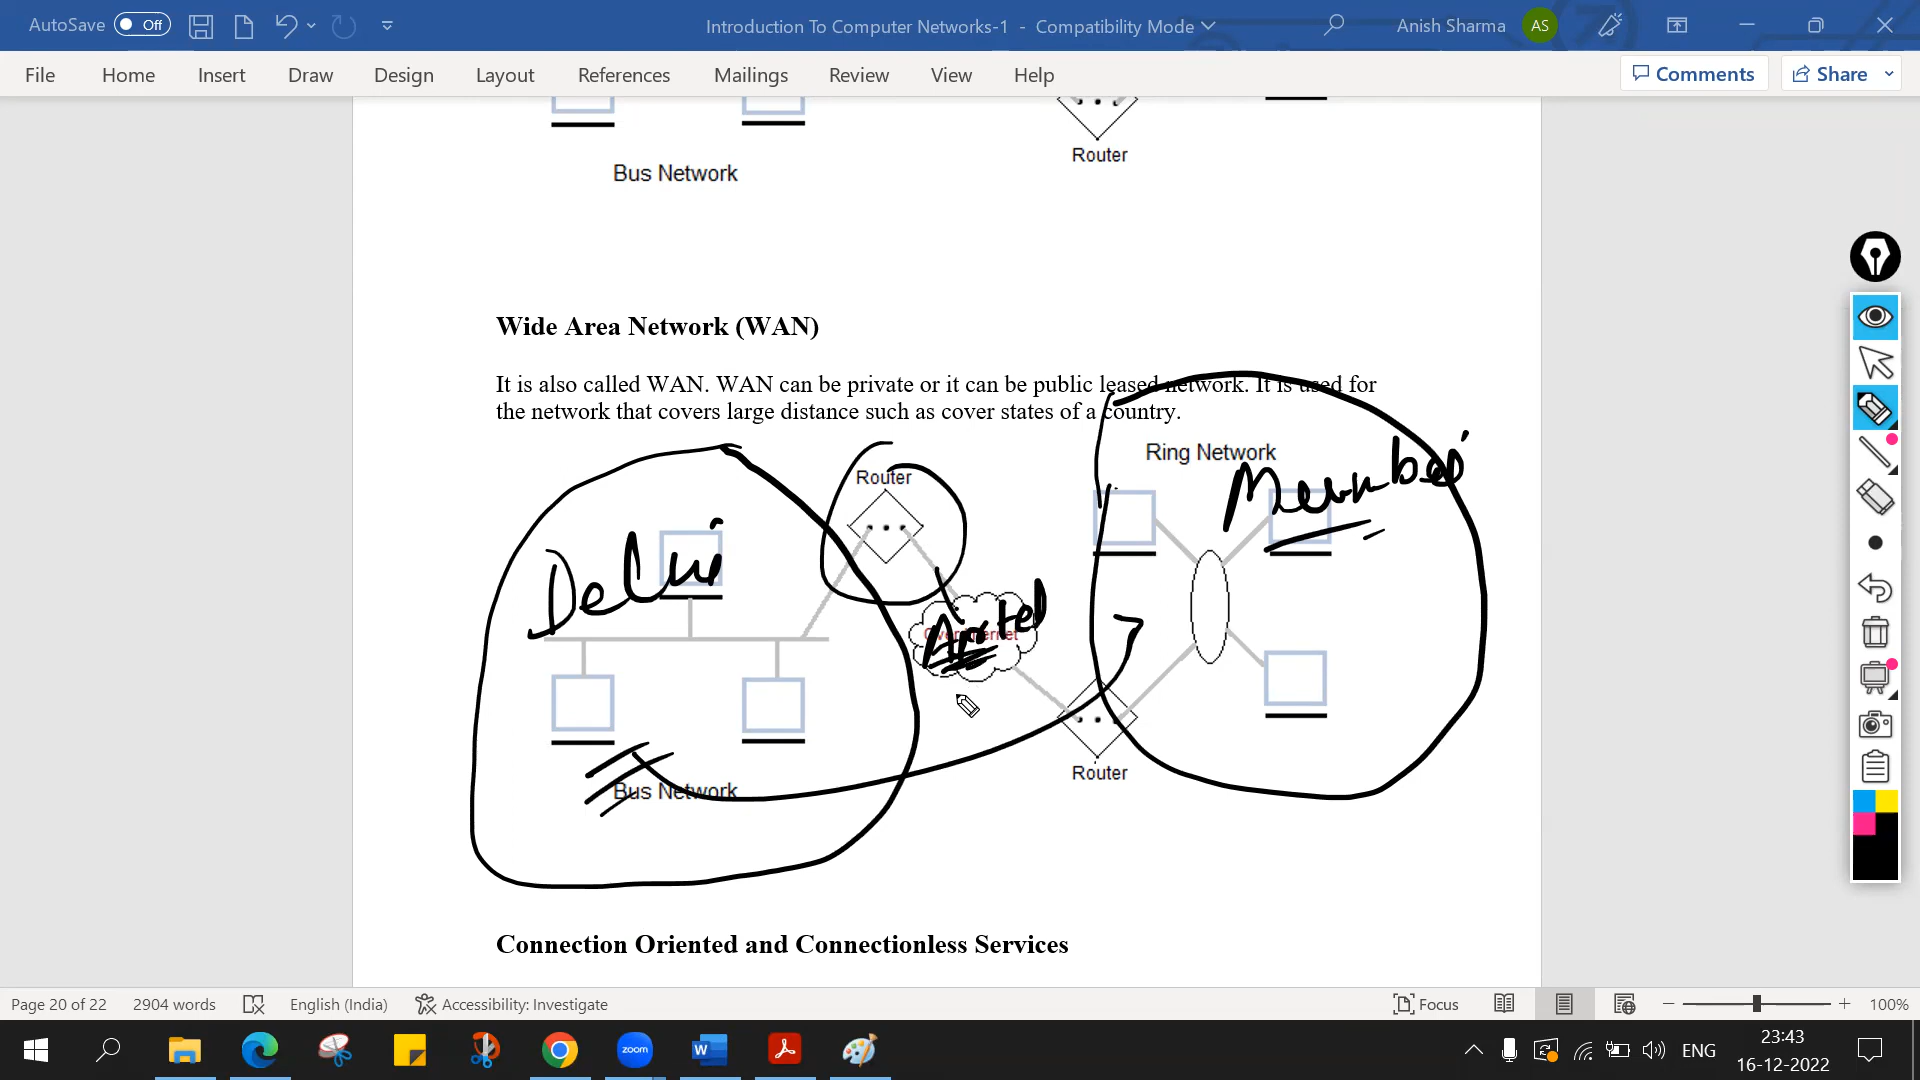 AutoSave Off Introduction To Computer Networks-1 - Compatibility Mode Anish Sharma AS
File Home Insert Draw Design Layout References Mailings Review View Help Comments Share
Router
Bus Network
Wide Area Network (WAN)
It is also called WAN. WAN can be private or it can be public leased network. It is used for
the network that covers large distance such as cover states of a country.
Ring Network
Router
Bus Network
Router
Connection Oriented and Connectionless Services
Page 20 of 22 2904 words English (India) Accessibility: Investigate Focus 100%
zoom
ENG
23:43
16-12-2022